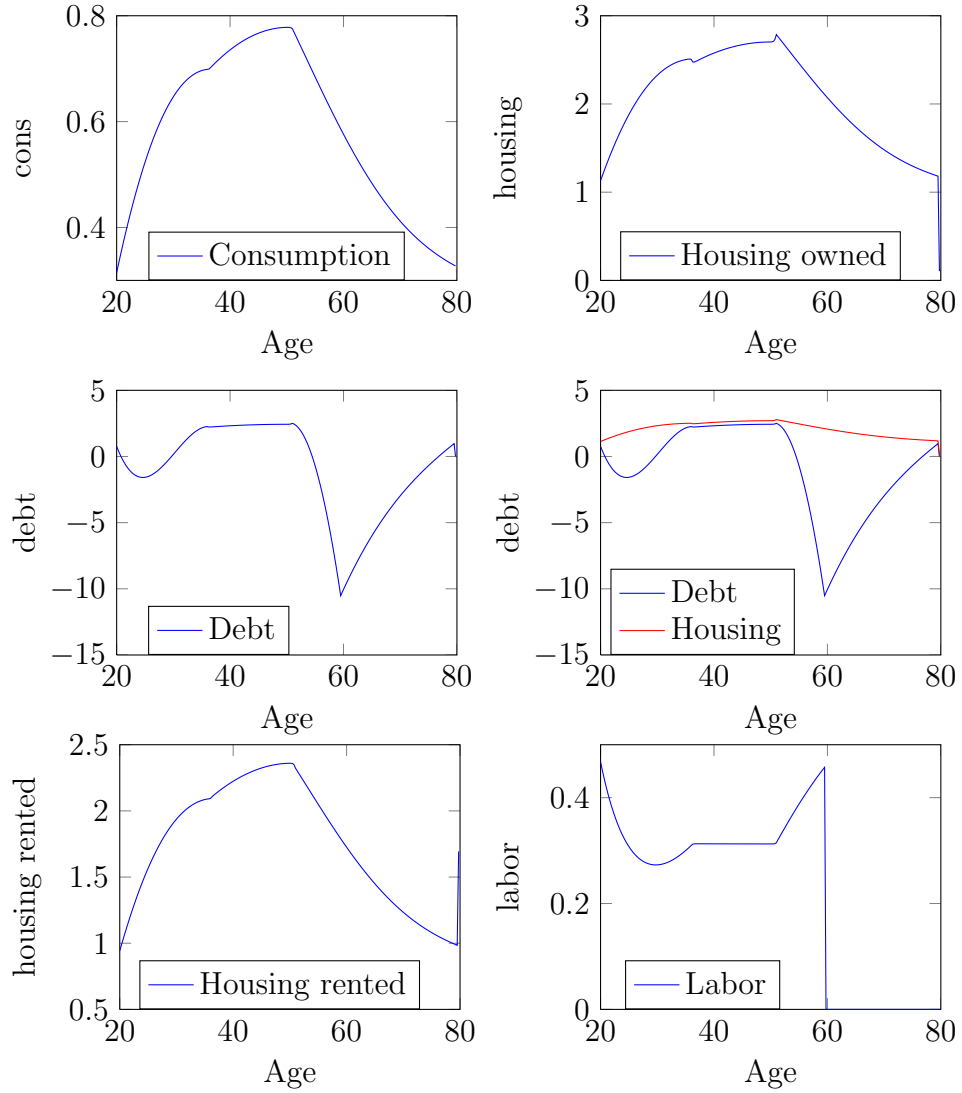 0.8
0.6
0.4
20 40 60 80
Age
cons
Consumption
3
2
1
0
20 40 60 80
Age
housing
Housing owned
5
0
−5
−10
−15
20 40 60 80
Age
debt
Debt
5
0
−5
−10
−15
20 40 60 80
Age
debt
Debt
Housing
2.5
2
1.5
1
0.5
20 40 60 80
Age
housing rented
Housing rented
0.4
0.2
0
20 40 60 80
Age
labor
Labor